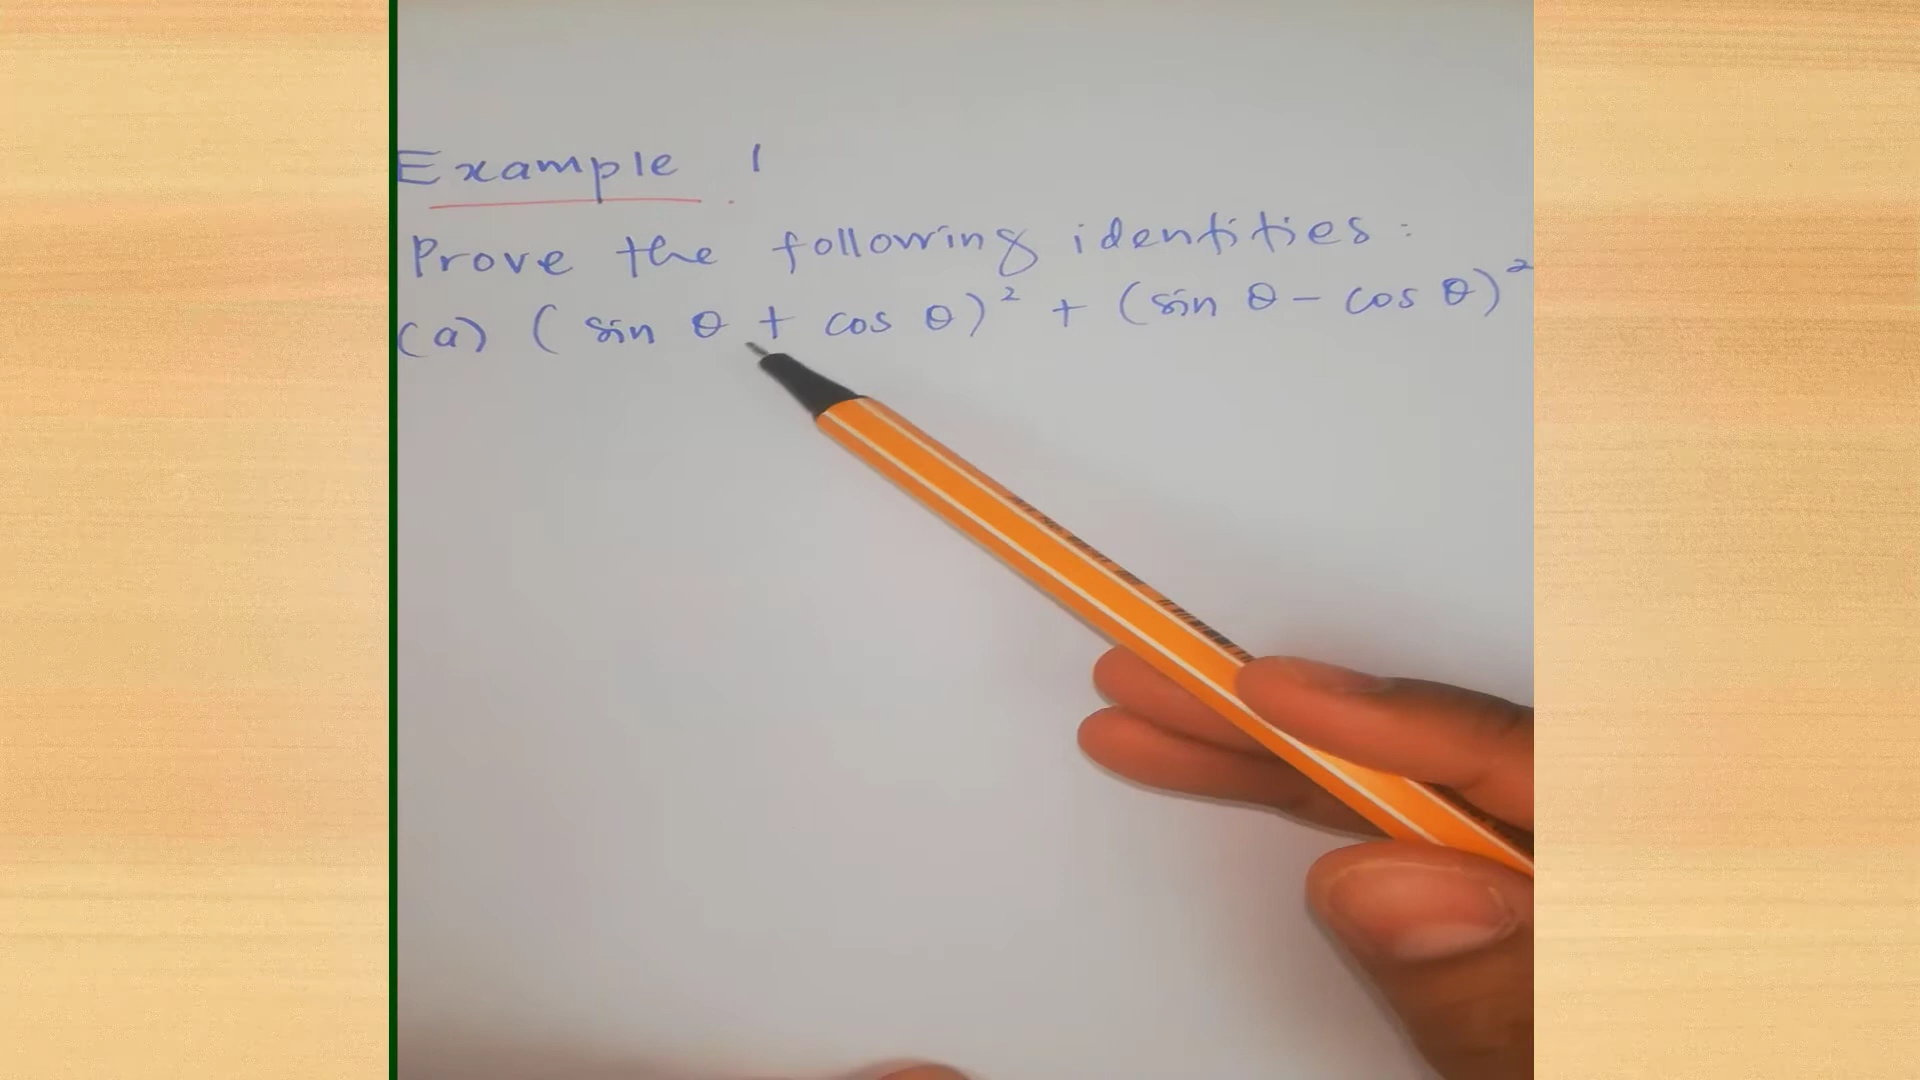 Example 1
Prove the following identities:
(a) (sin θ + cos θ)² + (sin θ - cos θ)²